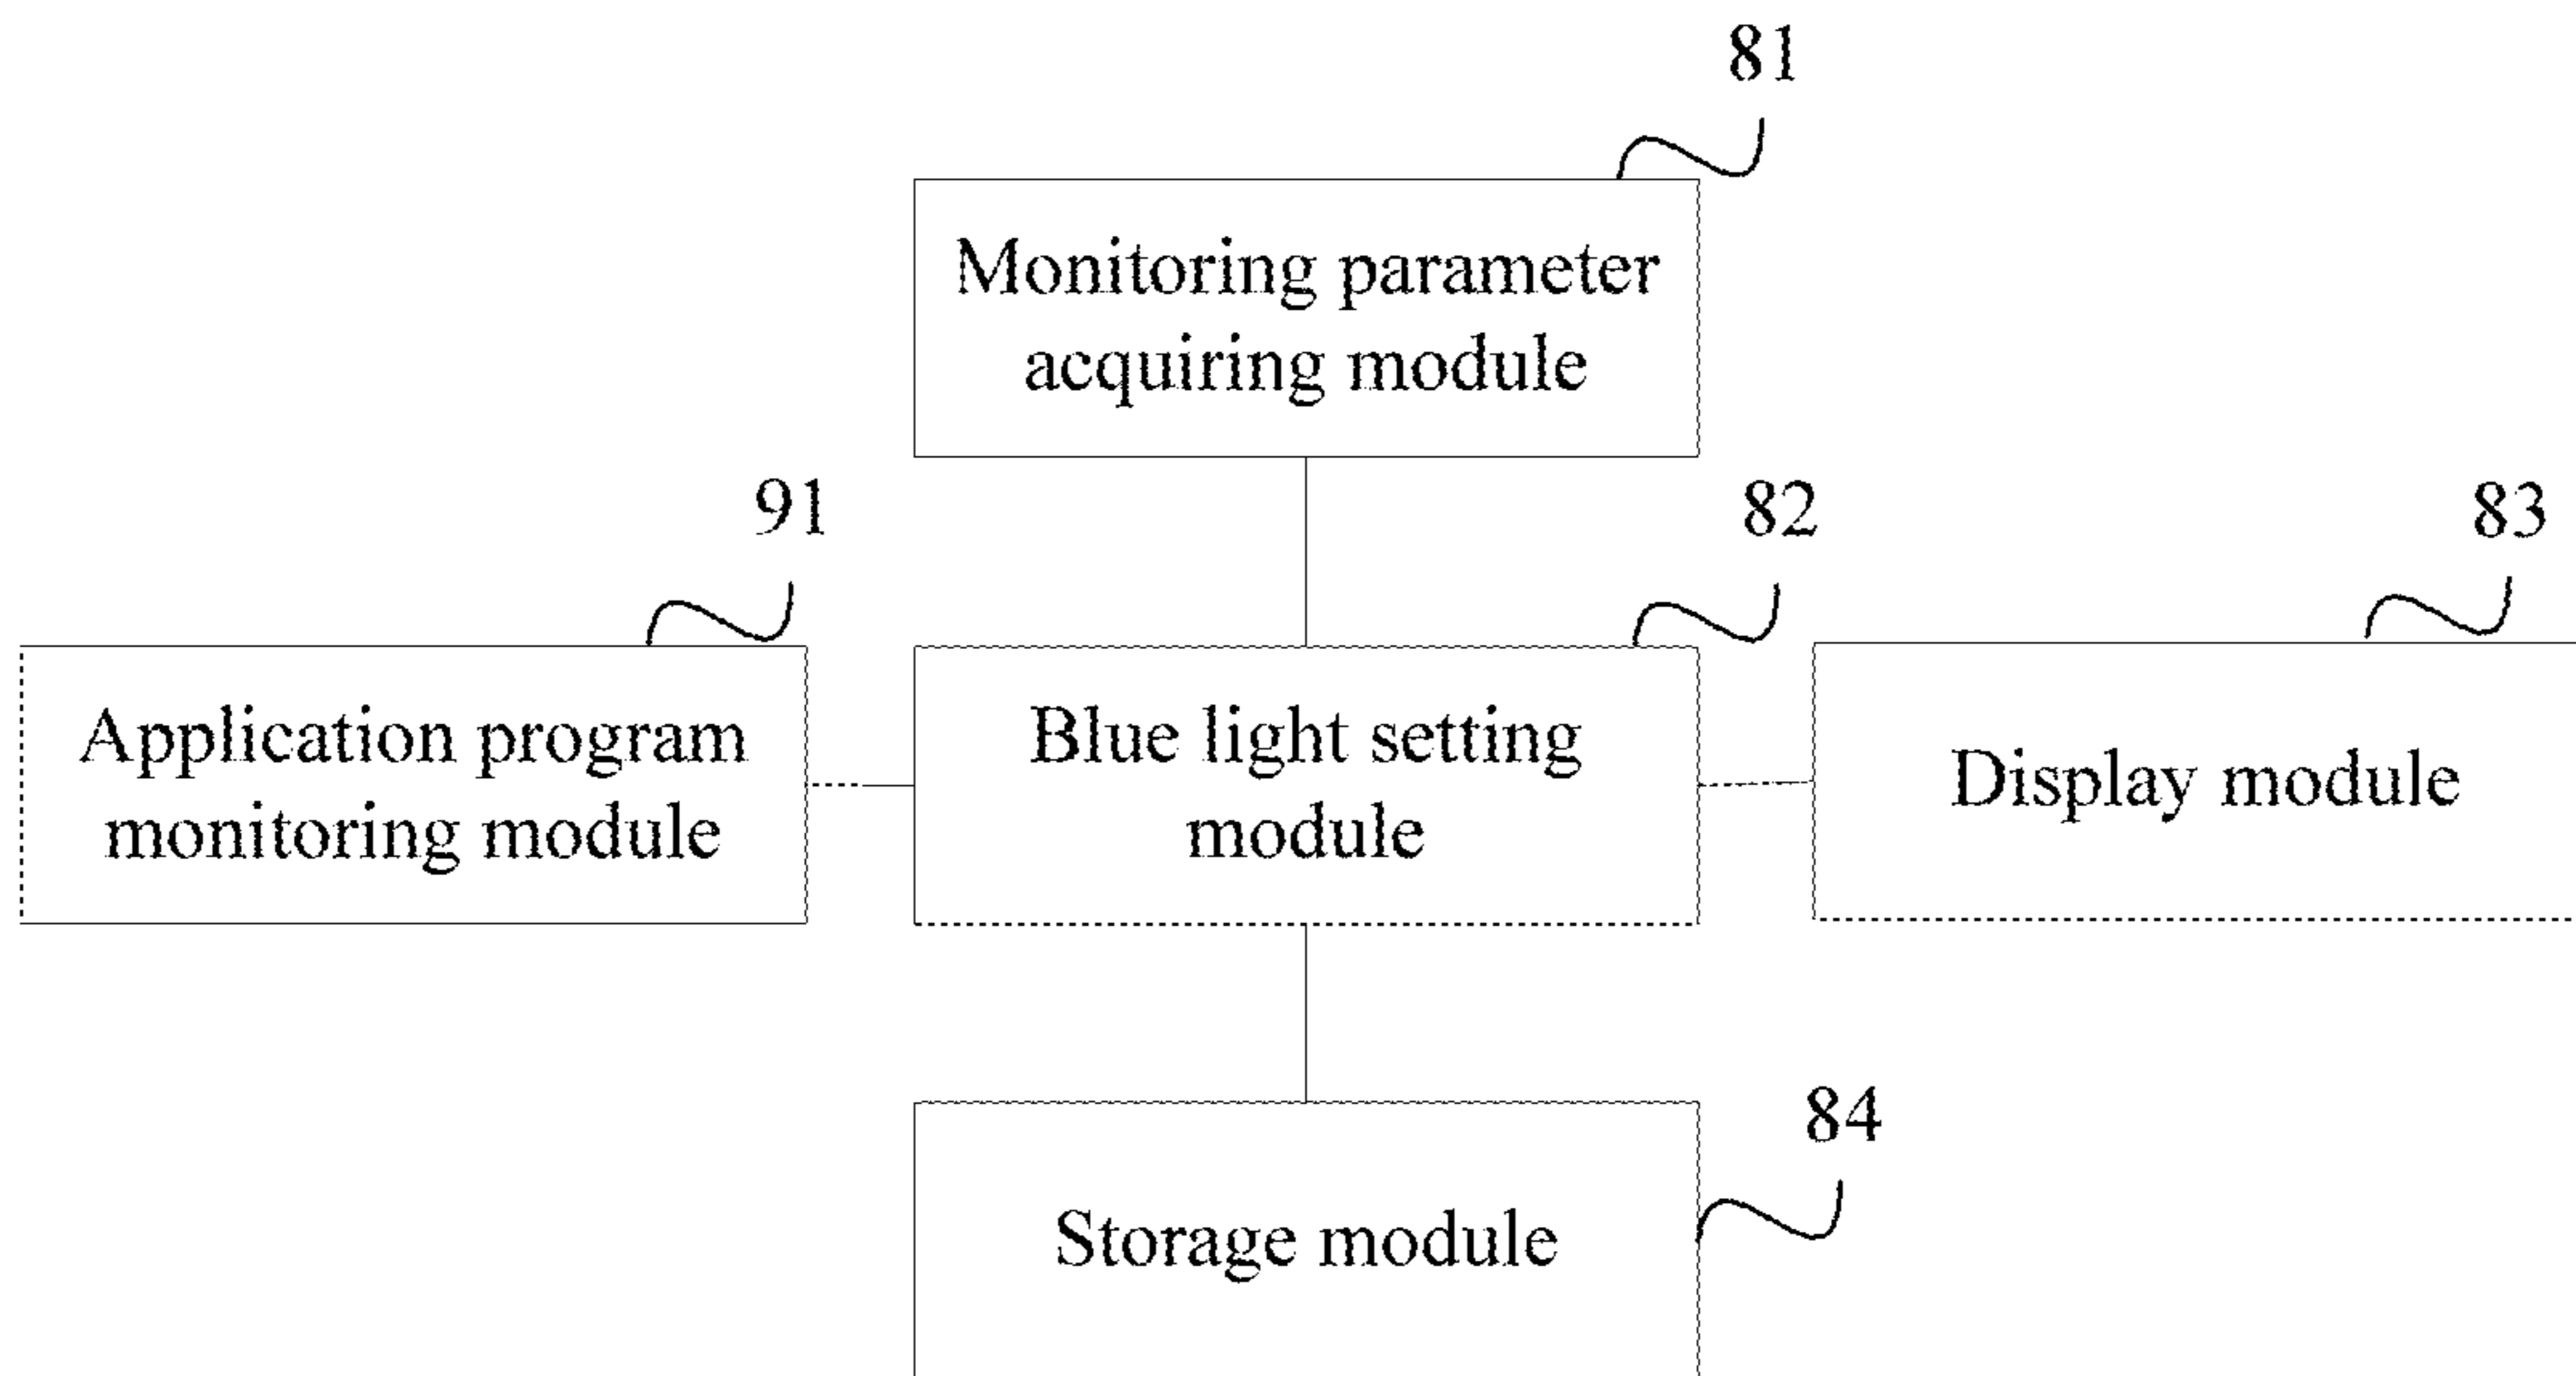 81
Monitoring parameter
acquiring module
91
82
83
Application program
monitoring module
Blue light setting
module
Display module
84
Storage module